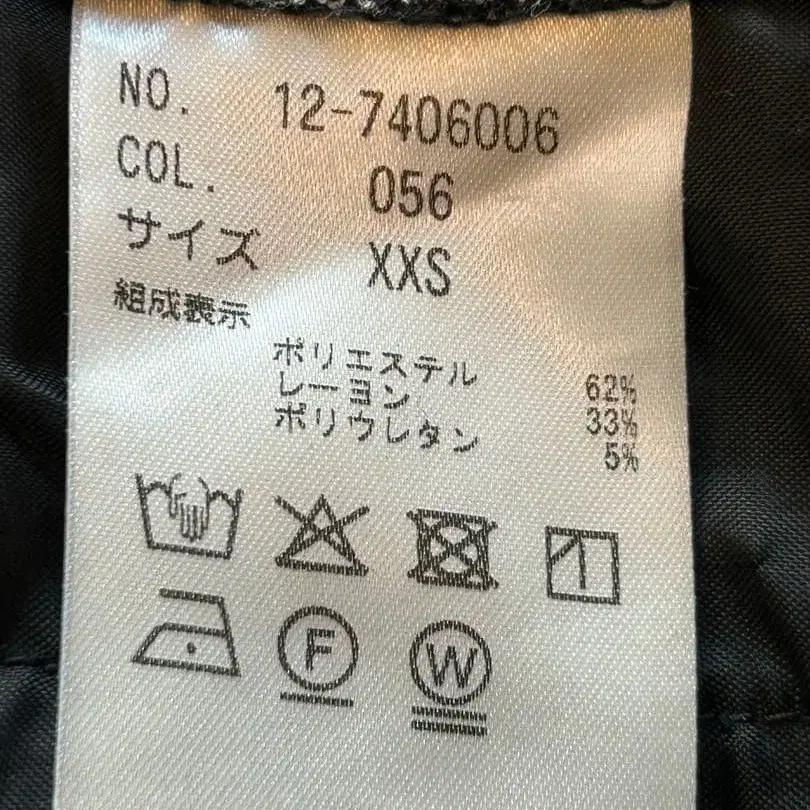 NO. 12-7406006
COL. 056
サイズ XXS
組成表示
ポリエステル 62%
レーヨン 33%
ポリウレタン 5%
F
W